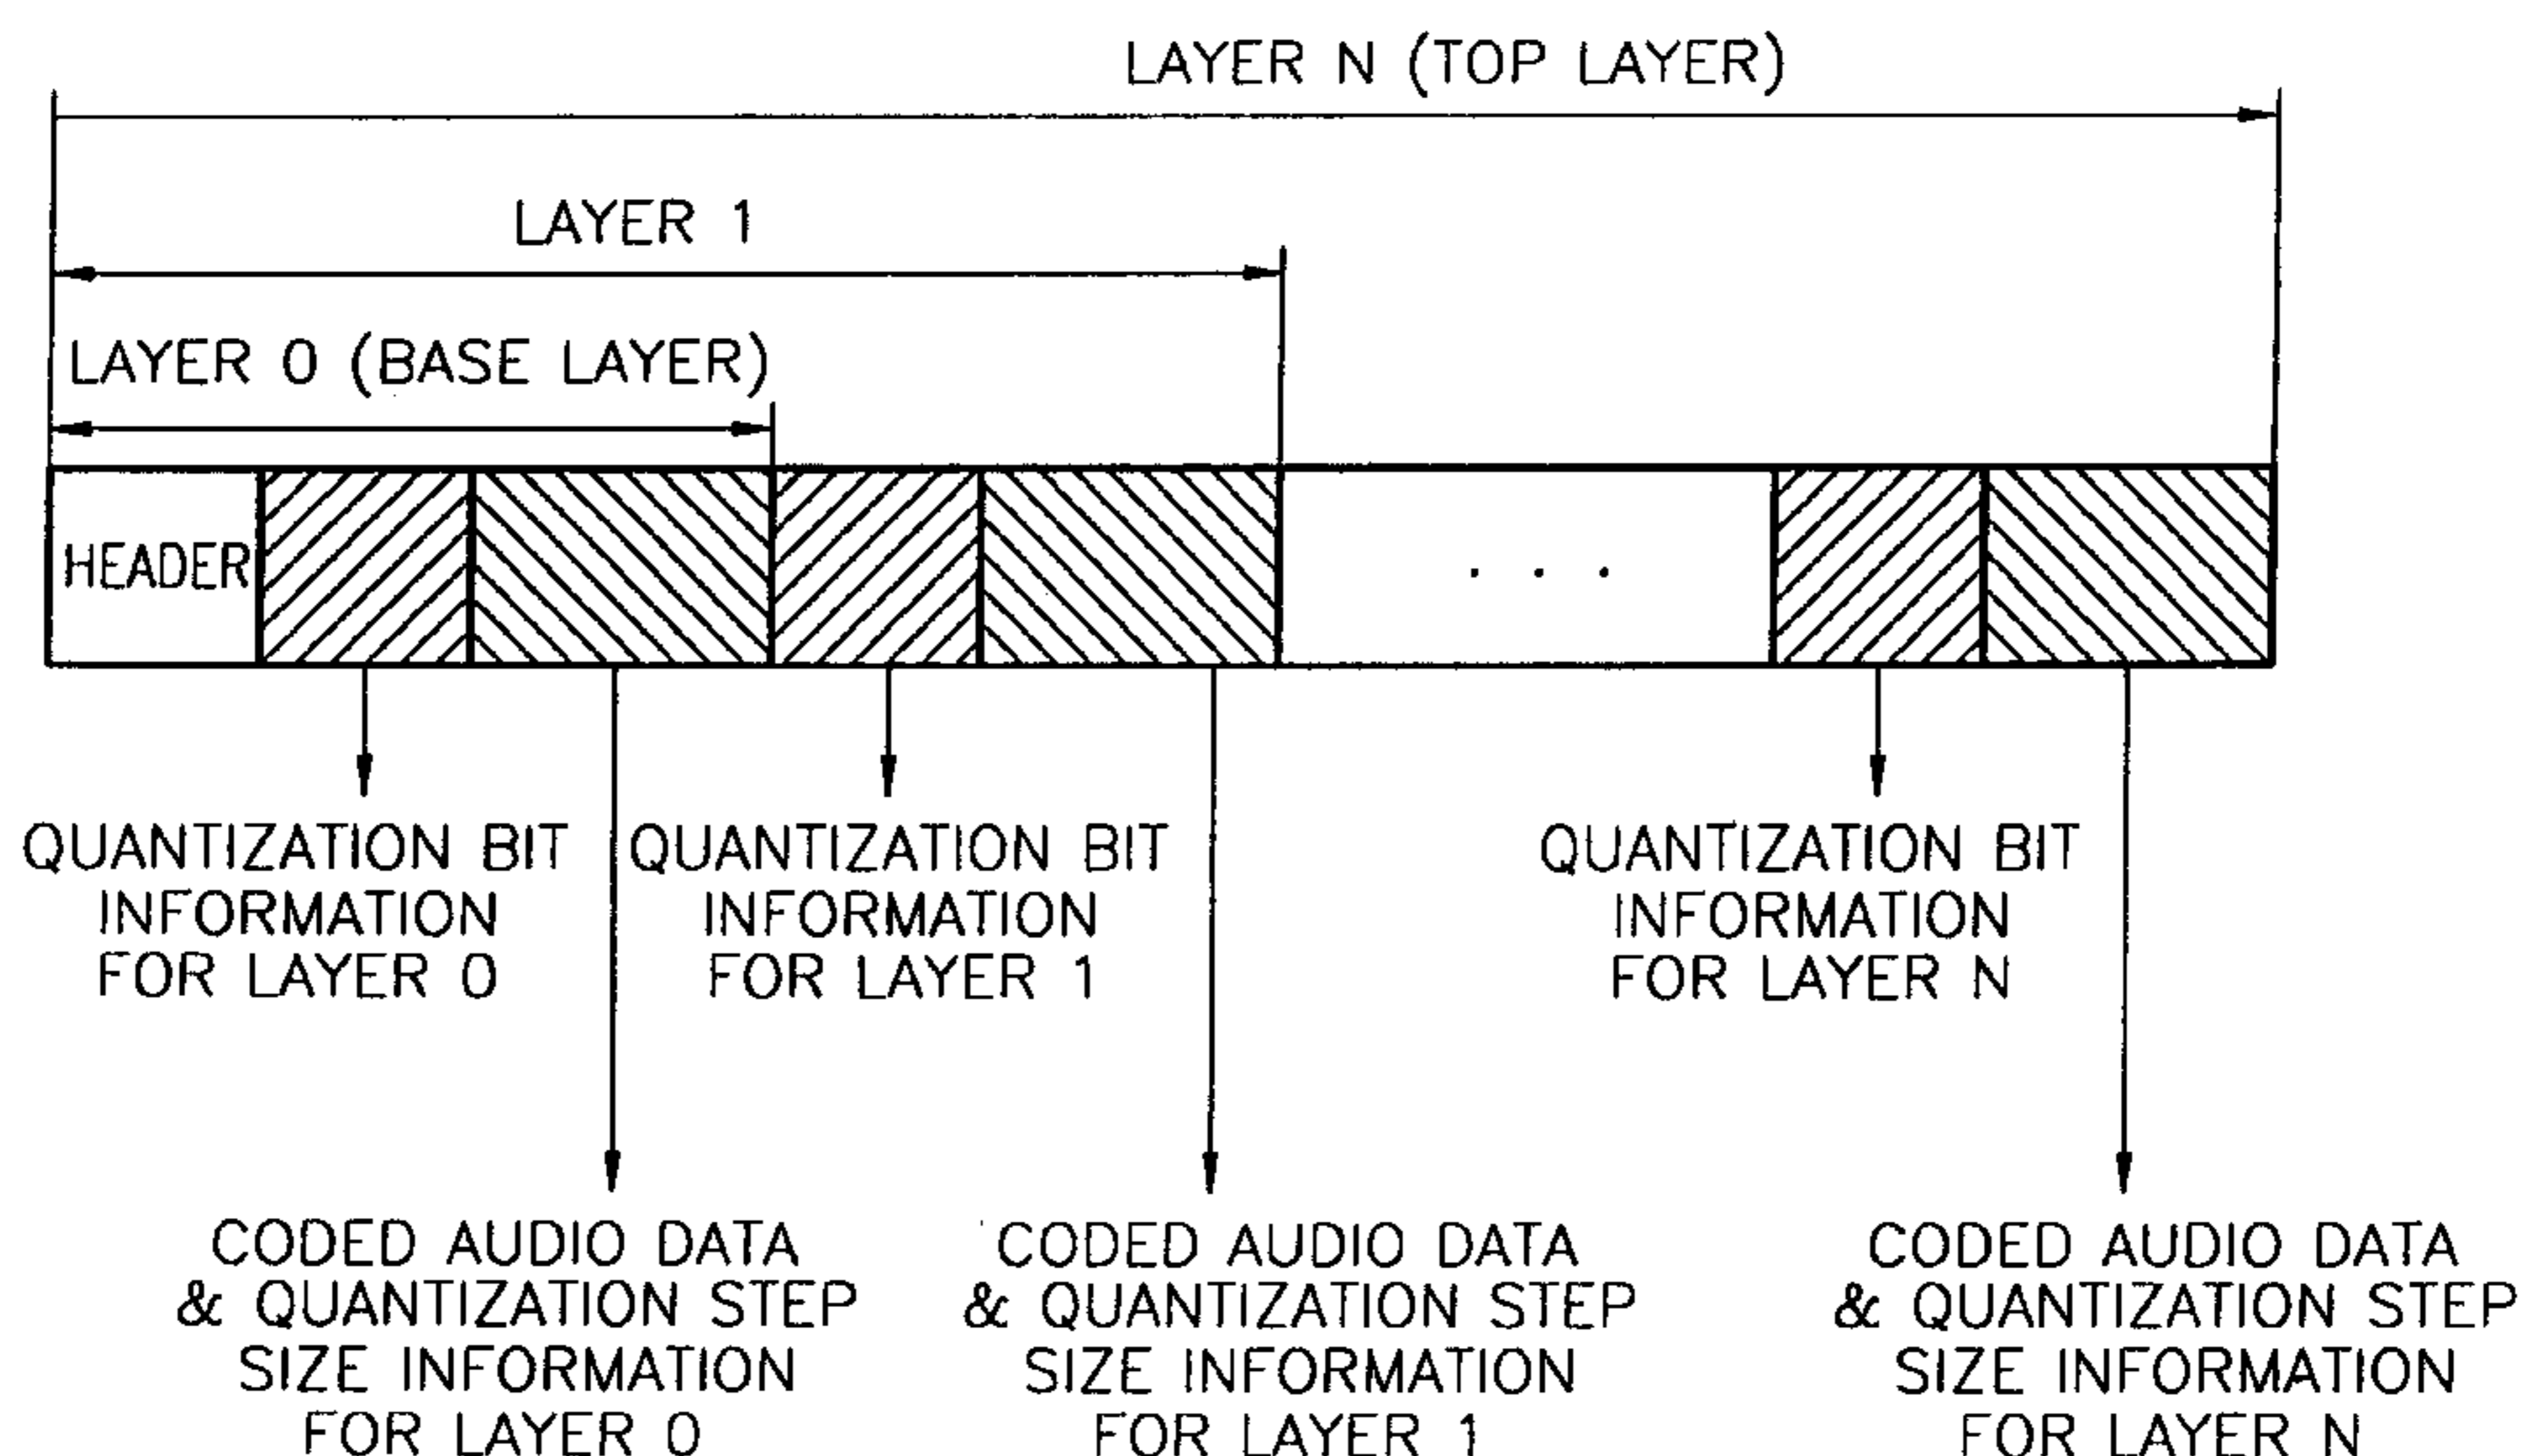 LAYER N (TOP LAYER)
LAYER 1
LAYER 0 (BASE LAYER)
HEADER
. . .
QUANTIZATION BIT
INFORMATION
FOR LAYER 0
QUANTIZATION BIT
INFORMATION
FOR LAYER 1
QUANTIZATION BIT
INFORMATION
FOR LAYER N
CODED AUDIO DATA
& QUANTIZATION STEP
SIZE INFORMATION
FOR LAYER 0
CODED AUDIO DATA
& QUANTIZATION STEP
SIZE INFORMATION
FOR LAYER 1
CODED AUDIO DATA
& QUANTIZATION STEP
SIZE INFORMATION
FOR LAYER N